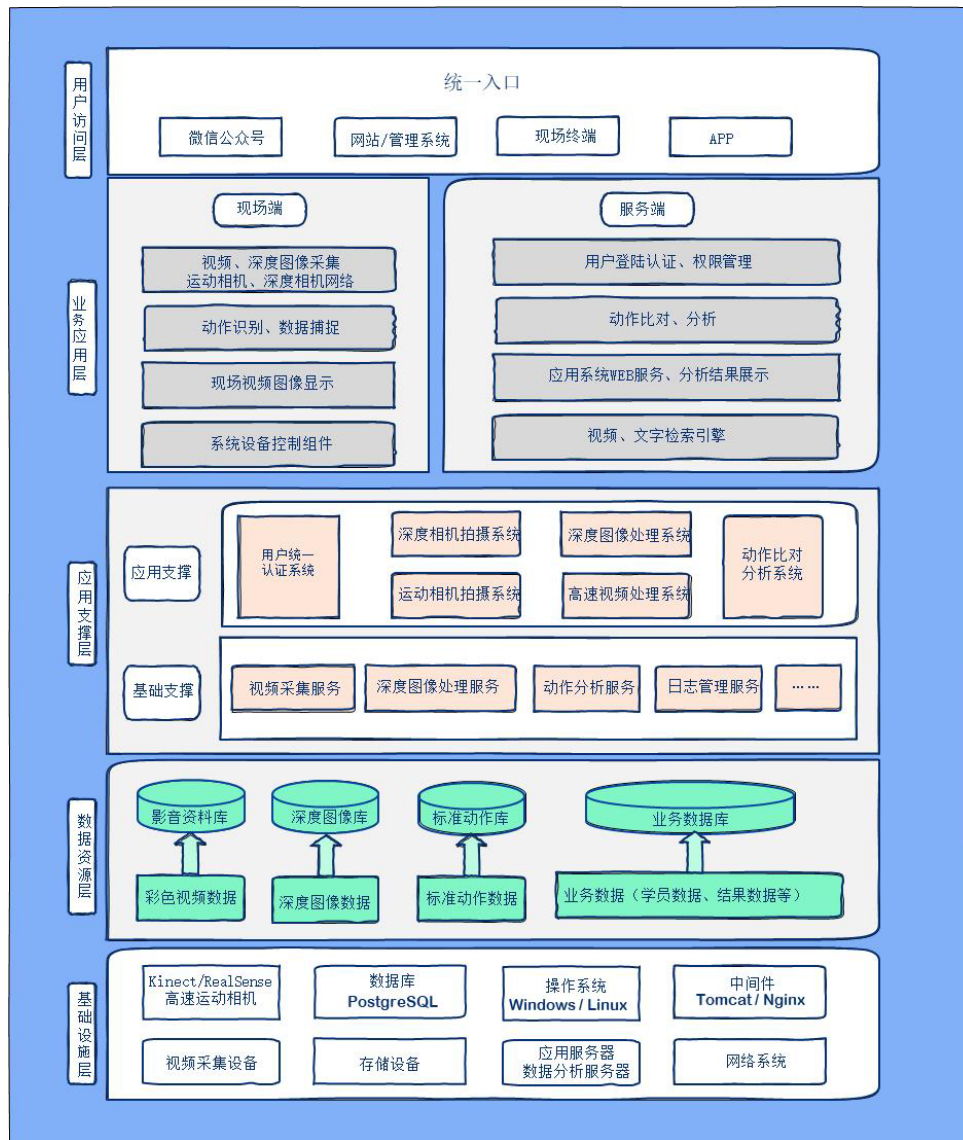 用户访问层
统一入口
微信公众号
网站/管理系统
现场终端
APP
业务应用层
现场端
视频、深度图像采集
运动相机、深度相机网络
动作识别、数据捕捉
现场视频图像显示
系统设备控制组件
服务端
用户登陆认证、权限管理
动作比对、分析
应用系统WEB服务、分析结果展示
视频、文字检索引擎
应用支撑层
应用支撑
用户统一
认证系统
深度相机拍摄系统
深度图像处理系统
运动相机拍摄系统
高速视频处理系统
动作比对
分析系统
基础支撑
视频采集服务
深度图像处理服务
动作分析服务
日志管理服务
……
数据资源层
影音资料库
深度图像库
标准动作库
业务数据库
彩色视频数据
深度图像数据
标准动作数据
业务数据（学员数据、结果数据等）
基础设施层
Kinect/RealSense
高速运动相机
数据库
PostgreSQL
操作系统
Windows / Linux
中间件
Tomcat / Nginx
视频采集设备
存储设备
应用服务器
数据分析服务器
网络系统